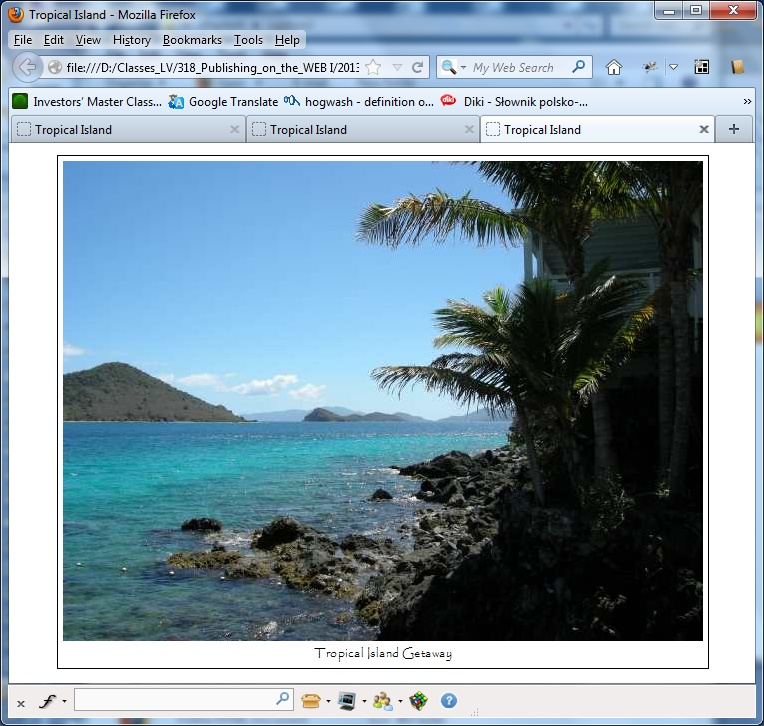 Tropical Island - Mozilla Firefox
File Edit View History Bookmarks Tools Help
file:///D:/Classes_LV/318_Publishing_on_the_WEB I/2013 My Web Search
Investors' Master Class... Google Translate hogwash - definition o... diki Diki - Słownik polsko-... »
Tropical Island Tropical Island Tropical Island
Tropical Island Getaway